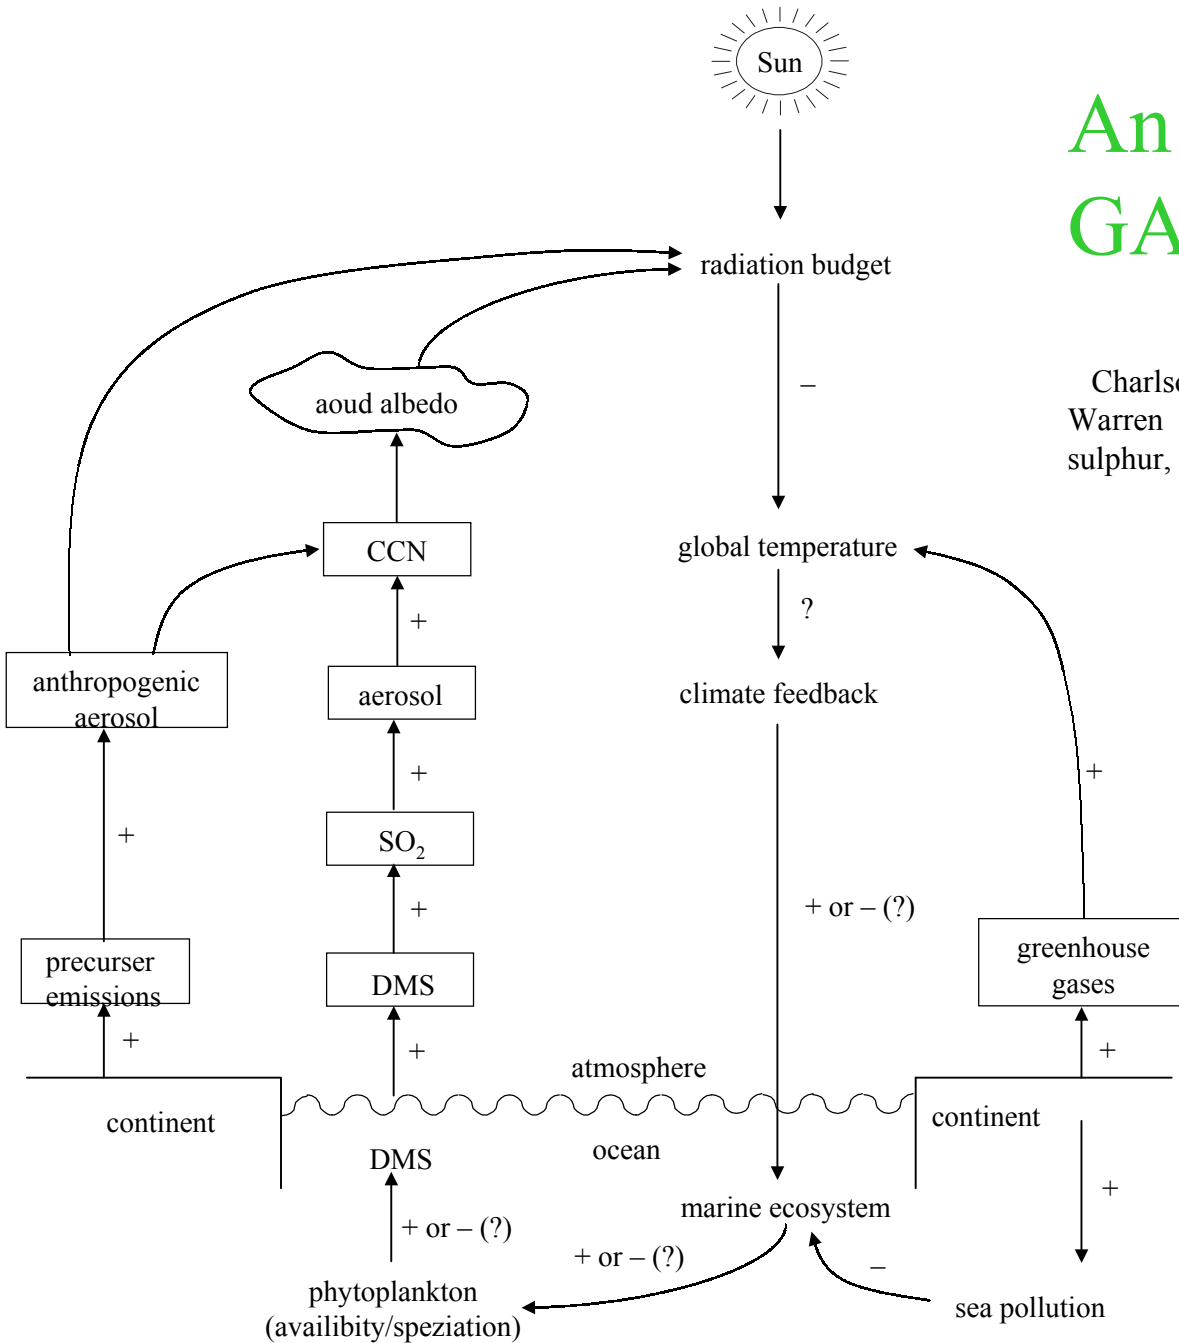 Sun
An
GA
radiation budget
Charlso
Warren
sulphur,
aoud albedo
–
CCN
global temperature
?
+
anthropogenic
aerosol
aerosol
climate feedback
+
+
+
SO2
+
+ or – (?)
precurser
emissions
DMS
greenhouse
gases
+
+
+
atmosphere
continent
continent
ocean
DMS
+
marine ecosystem
+ or – (?)
+ or – (?)
–
phytoplankton
(availibity/speziation)
sea pollution